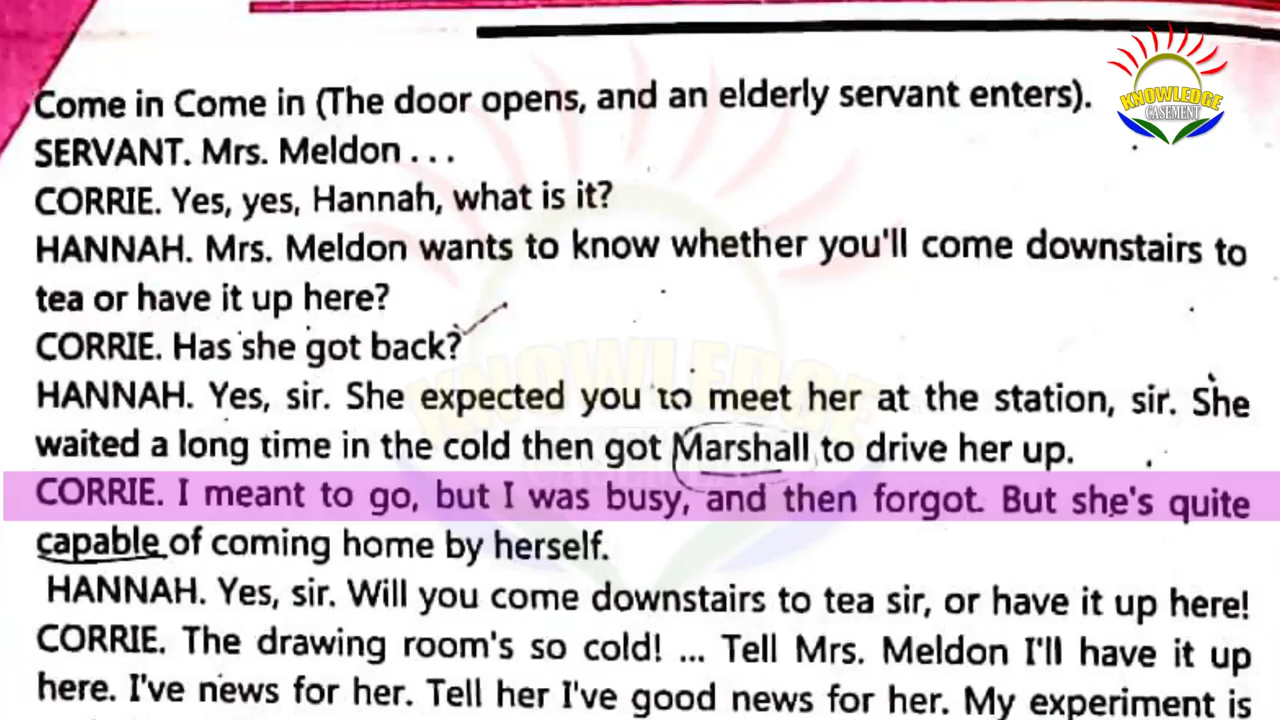 KNOWLEDGE
CASEMENT
Come in Come in (The door opens, and an elderly servant enters).
SERVANT. Mrs. Meldon . . .
CORRIE. Yes, yes, Hannah, what is it?
HANNAH. Mrs. Meldon wants to know whether you'll come downstairs to
tea or have it up here?
CORRIE. Has she got back?
HANNAH. Yes, sir. She expected you to meet her at the station, sir. She
waited a long time in the cold then got Marshall to drive her up.
CORRIE. I meant to go, but I was busy, and then forgot. But she's quite
capable of coming home by herself.
HANNAH. Yes, sir. Will you come downstairs to tea sir, or have it up here!
CORRIE. The drawing room's so cold! ... Tell Mrs. Meldon I'll have it up
here. I've news for her. Tell her I've good news for her. My experiment is